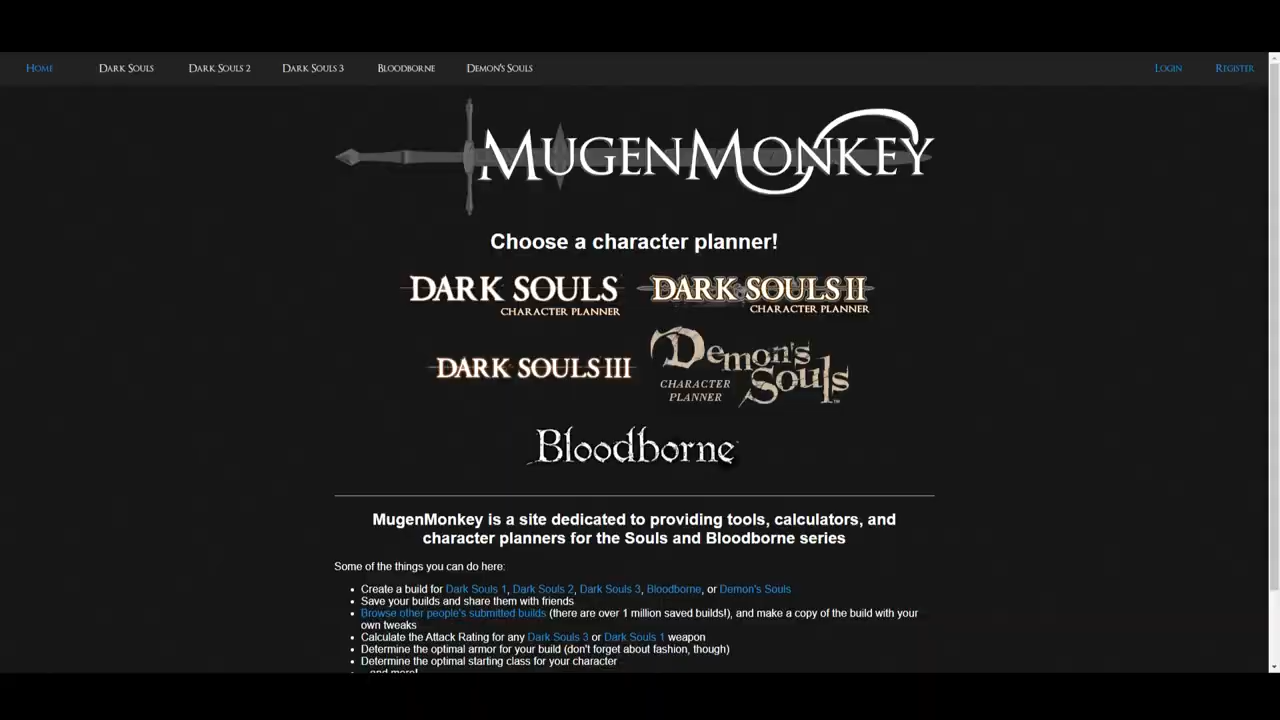 Home Dark Souls Dark Souls 2 Dark Souls 3 Bloodborne Demon's Souls Login Register
MugenMonkey
Choose a character planner!
DARK SOULS DARK SOULS II
CHARACTER PLANNER CHARACTER PLANNER
DARK SOULS III Demon's Souls™
CHARACTER PLANNER
Bloodborne
MugenMonkey is a site dedicated to providing tools, calculators, and
character planners for the Souls and Bloodborne series
Some of the things you can do here:
• Create a build for Dark Souls 1, Dark Souls 2, Dark Souls 3, Bloodborne, or Demon's Souls
• Save your builds and share them with friends
• Browse other people's submitted builds (there are over 1 million saved builds!), and make a copy of the build with your
own tweaks
• Calculate the Attack Rating for any Dark Souls 3 or Dark Souls 1 weapon
• Determine the optimal armor for your build (don't forget about fashion, though)
• Determine the optimal starting class for your character
• ...and more!